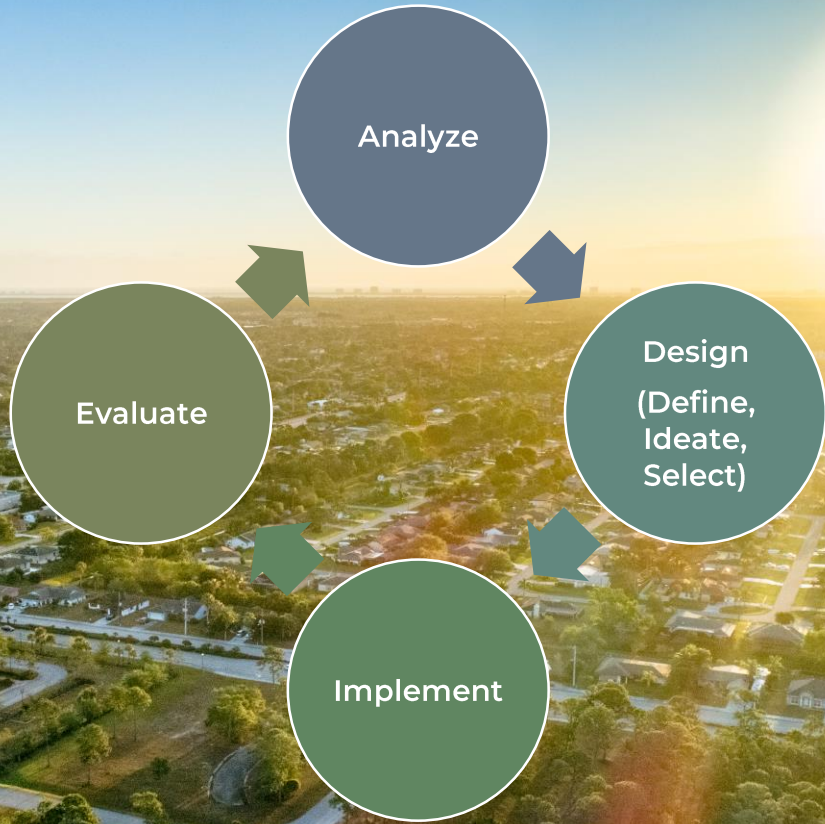 Analyze
Design
(Define,
Ideate,
Select)
Implement
Evaluate